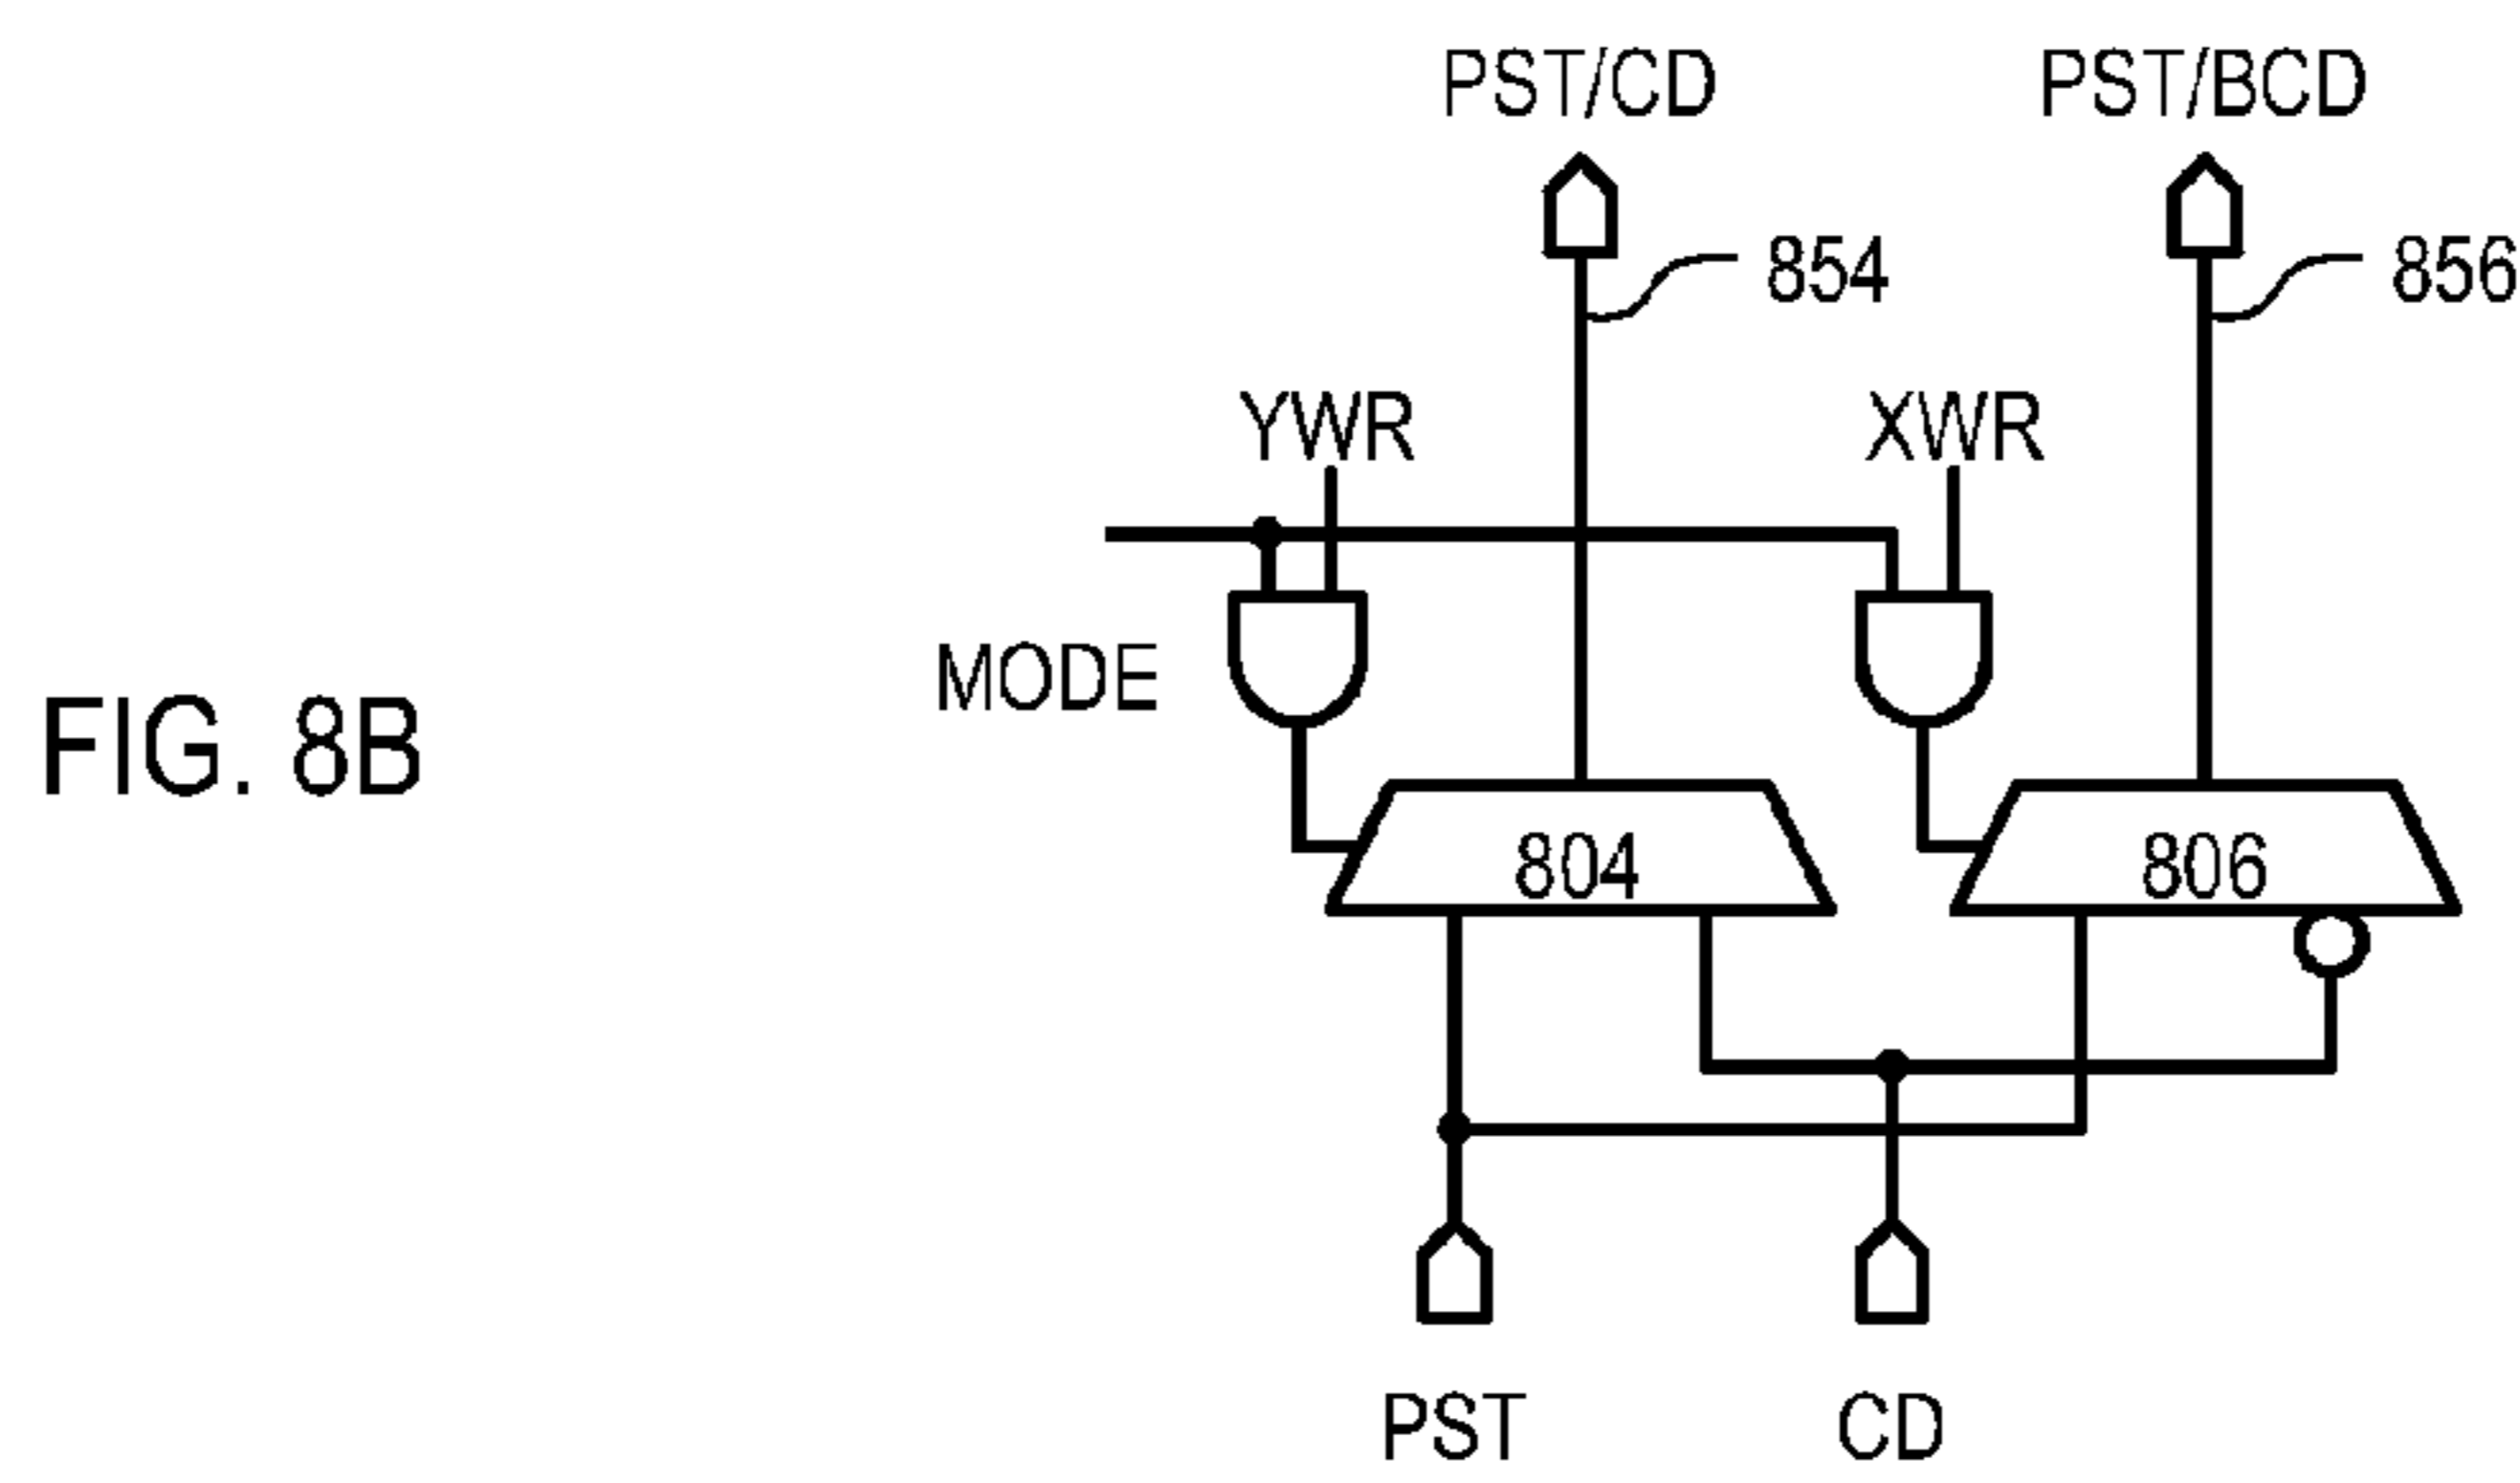 PST/CD
PST/BCD
854
856
YWR
XWR
MODE
FIG. 8B
804
806
PST
CD